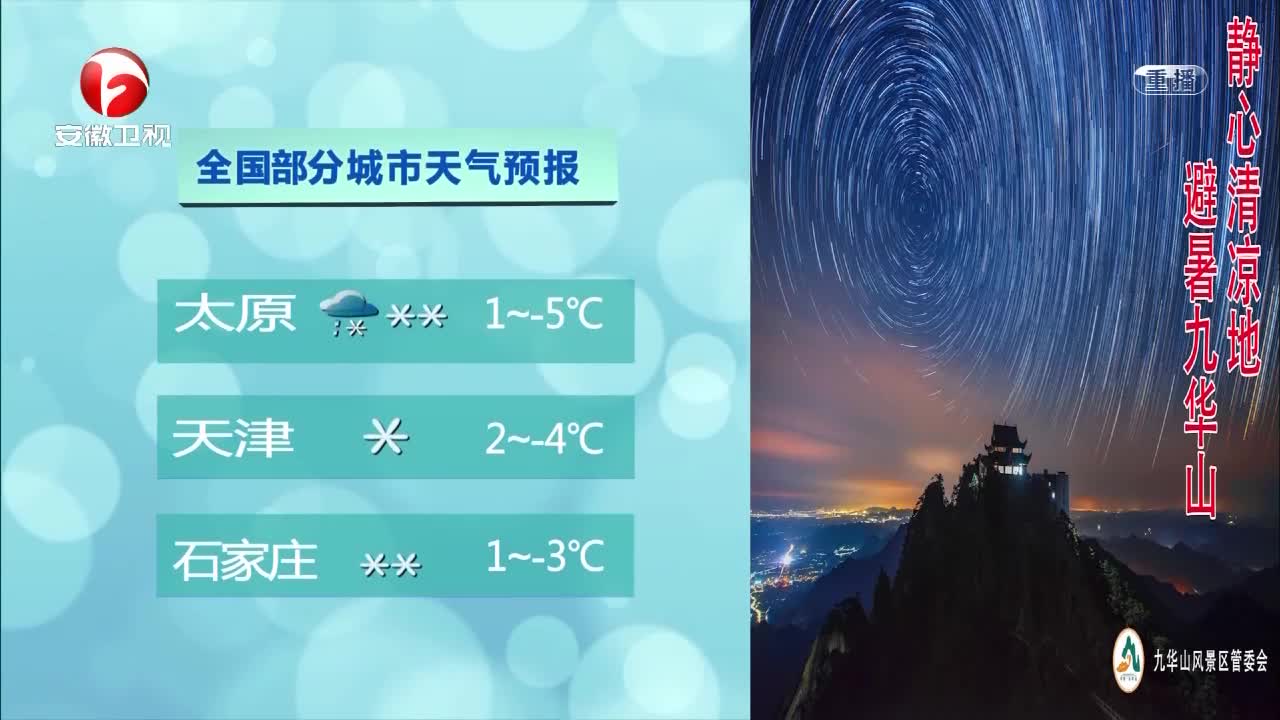 安徽卫视
全国部分城市天气预报
太原 1~-5℃
天津 2~-4℃
石家庄 1~-3℃
重播
静心清凉地
避暑九华山
九华山风景区管委会